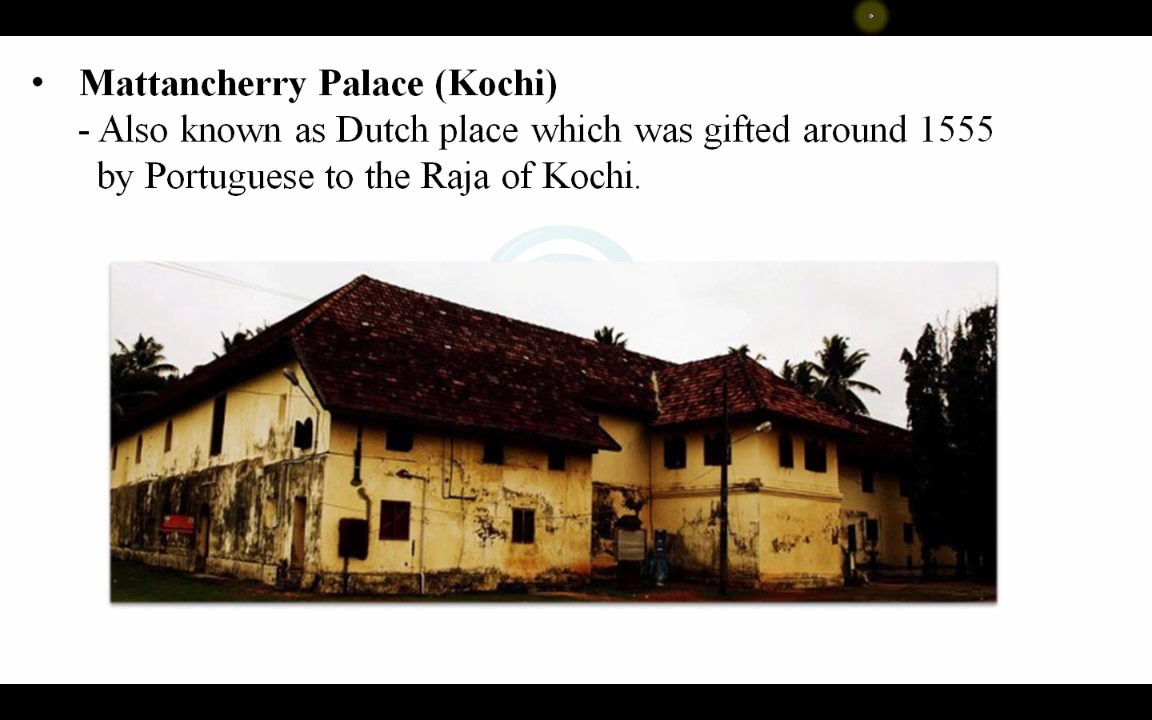 • Mattancherry Palace (Kochi)
- Also known as Dutch place which was gifted around 1555
by Portuguese to the Raja of Kochi.